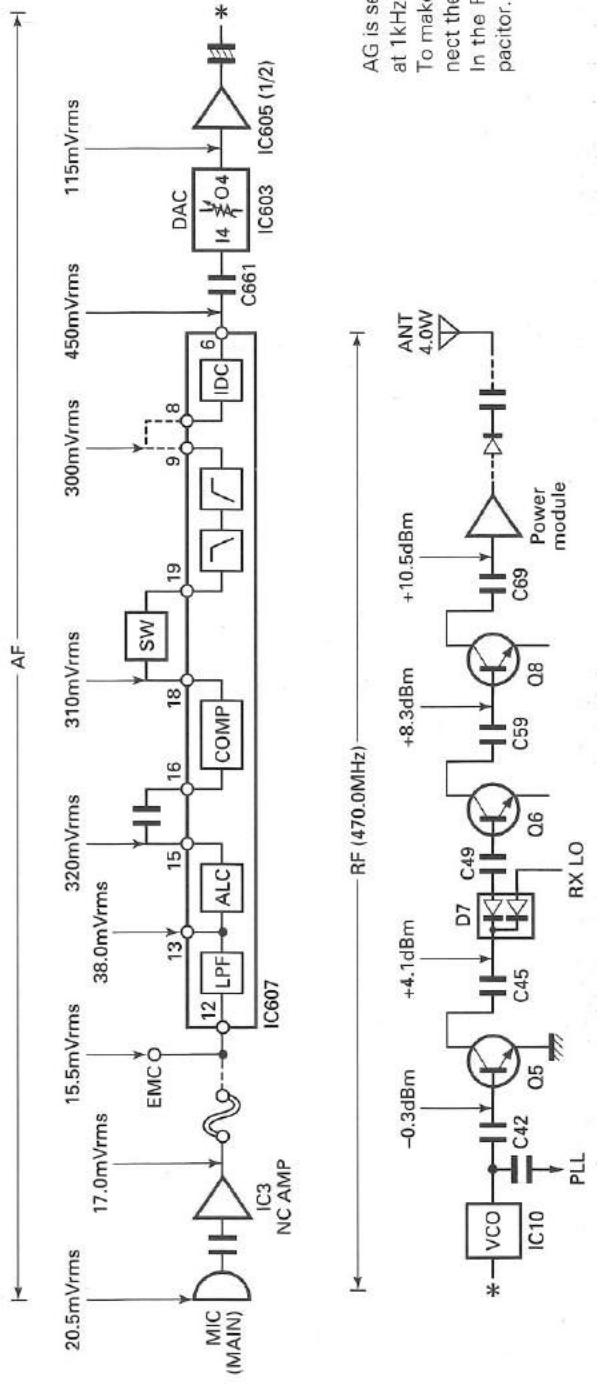 AF
20.5mVrms
17.0mVrms
15.5mVrms
38.0mVrms
320mVrms
310mVrms
300mVrms
450mVrms
115mVrms
MIC
(MAIN)
IC3
NC AMP
EMC
12
LPF
13
ALC
15
16
COMP
18
SW
19
9
8
IDC
6
IC607
C661
DAC
I4
O4
IC603
IC605 (1/2)
*
RF (470.0MHz)
*
VCO
IC10
PLL
C42
−0.3dBm
Q5
C45
+4.1dBm
D7
RX LO
C49
Q6
C59
+8.3dBm
Q8
C69
+10.5dBm
Power
module
ANT
4.0W
AG is se
at 1kHz
To make
nect the
In the
pacitor.